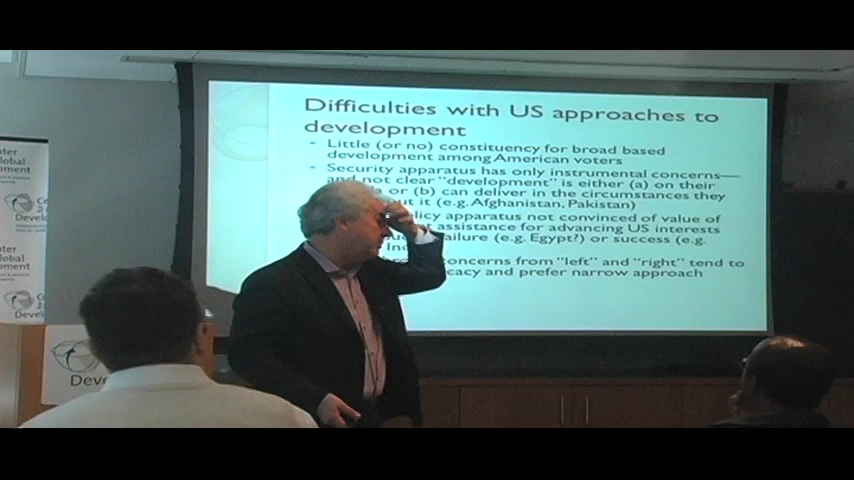 Difficulties with US approaches to
development
Little (or no) constituency for broad based
development among American voters
Security apparatus has only instrumental concerns—
and not clear "development" is either (a) on their
or (b) can deliver in the circumstances they
out it (e.g. Afghanistan, Pakistan)
apparatus not convinced of value of
assistance for advancing US interests
failure (e.g. Egypt?) or success (e.g.
concerns from "left" and "right" tend to
and prefer narrow approach